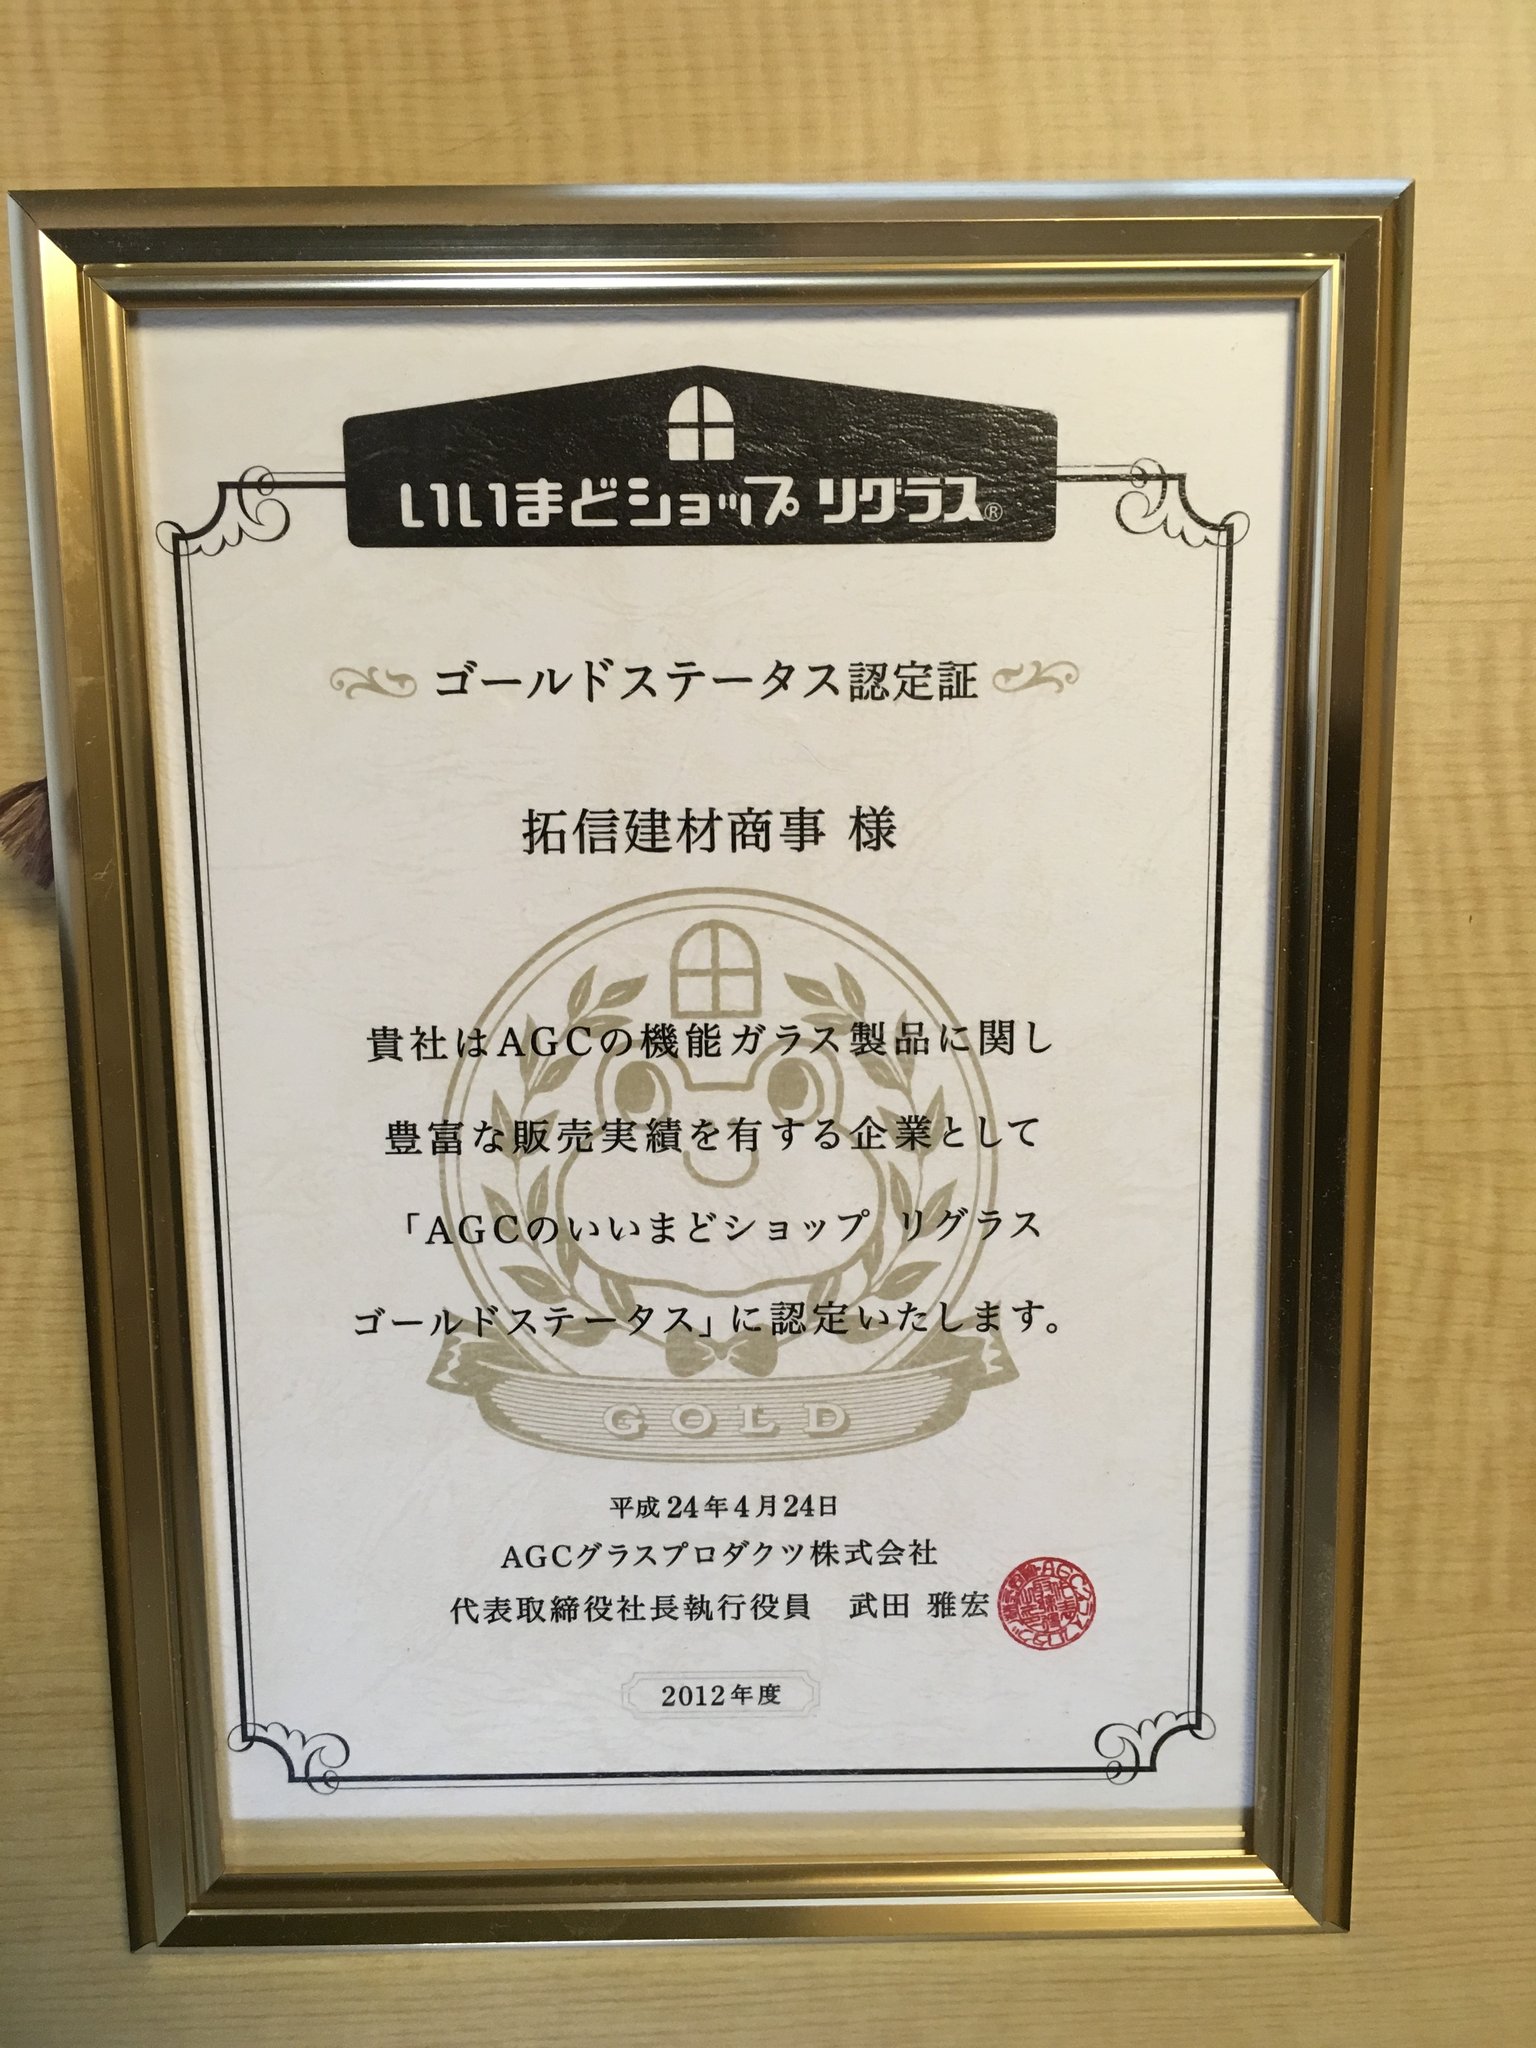 いいまどショップ リグラス®
ゴールドステータス認定証
拓信建材商事 様
貴社はAGCの機能ガラス製品に関し
豊富な販売実績を有する企業として
「AGCのいいまどショップ リグラス
ゴールドステータス」に認定いたします。
GOLD
平成24年4月24日
AGCグラスプロダクツ株式会社
代表取締役社長執行役員 武田 雅宏
2012年度